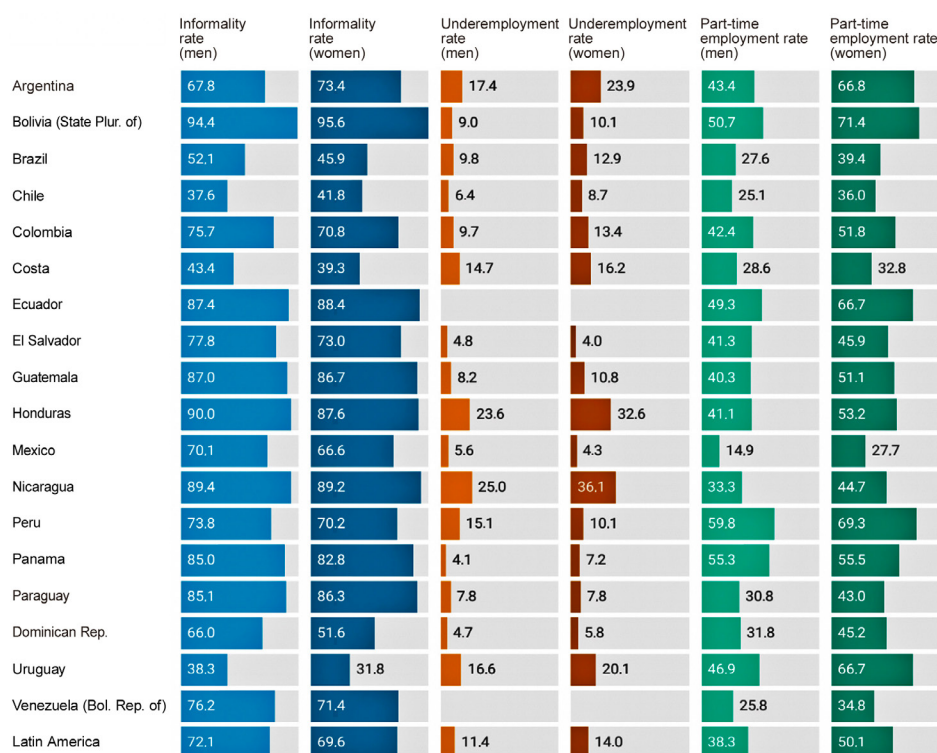 Informality rate (men) Informality rate (women) Underemployment rate (men) Underemployment rate (women) Part-time employment rate (men) Part-time employment rate (women)
Argentina 67.8 73.4 17.4 23.9 43.4 66.8
Bolivia (State Plur. of) 94.4 95.6 9.0 10.1 50.7 71.4
Brazil 52.1 45.9 9.8 12.9 27.6 39.4
Chile 37.6 41.8 6.4 8.7 25.1 36.0
Colombia 75.7 70.8 9.7 13.4 42.4 51.8
Costa 43.4 39.3 14.7 16.2 28.6 32.8
Ecuador 87.4 88.4 49.3 66.7
El Salvador 77.8 73.0 4.8 4.0 41.3 45.9
Guatemala 87.0 86.7 8.2 10.8 40.3 51.1
Honduras 90.0 87.6 23.6 32.6 41.1 53.2
Mexico 70.1 66.6 5.6 4.3 14.9 27.7
Nicaragua 89.4 89.2 25.0 36.1 33.3 44.7
Peru 73.8 70.2 15.1 10.1 59.8 69.3
Panama 85.0 82.8 4.1 7.2 55.3 55.5
Paraguay 85.1 86.3 7.8 7.8 30.8 43.0
Dominican Rep. 66.0 51.6 4.7 5.8 31.8 45.2
Uruguay 38.3 31.8 16.6 20.1 46.9 66.7
Venezuela (Bol. Rep. of) 76.2 71.4 25.8 34.8
Latin America 72.1 69.6 11.4 14.0 38.3 50.1